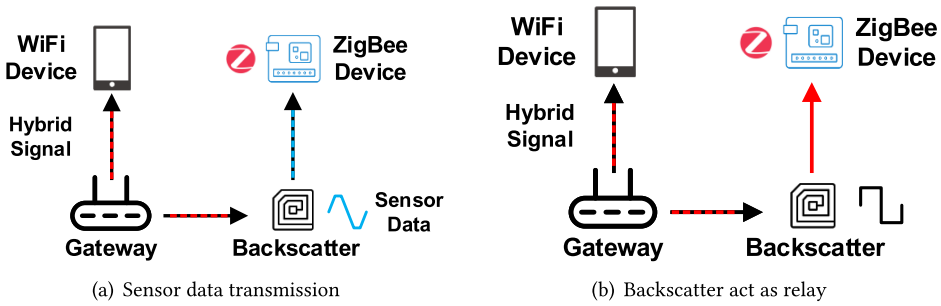 WiFi
Device
ZigBee
Device
Hybrid
Signal
Sensor
Data
Gateway
Backscatter
(a) Sensor data transmission
WiFi
Device
ZigBee
Device
Hybrid
Signal
Gateway
Backscatter
(b) Backscatter act as relay